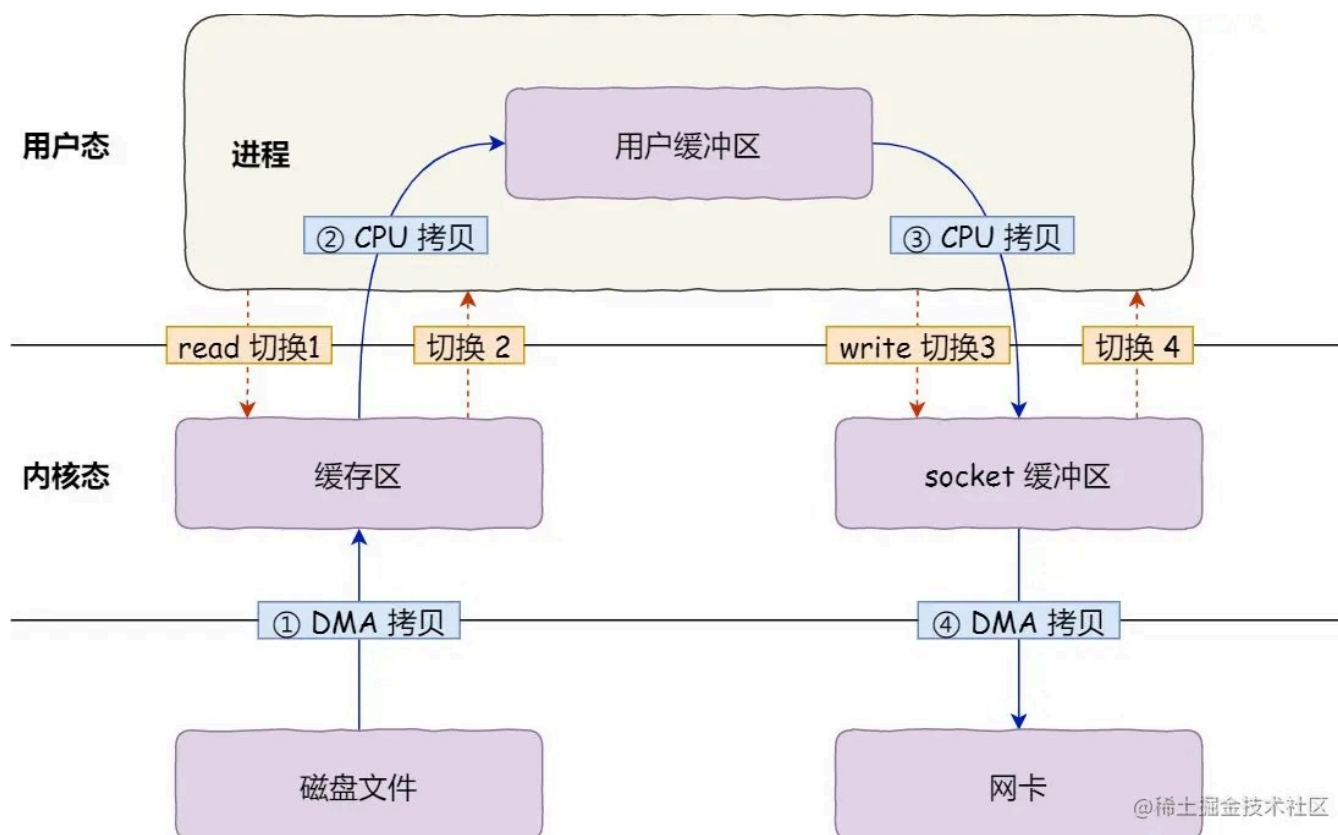 用户态
进程
用户缓冲区
② CPU 拷贝
③ CPU 拷贝
read 切换1
切换 2
write 切换3
切换 4
内核态
缓存区
socket 缓冲区
① DMA 拷贝
④ DMA 拷贝
磁盘文件
网卡
@稀土掘金技术社区